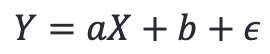 Y = aX + b + ϵ